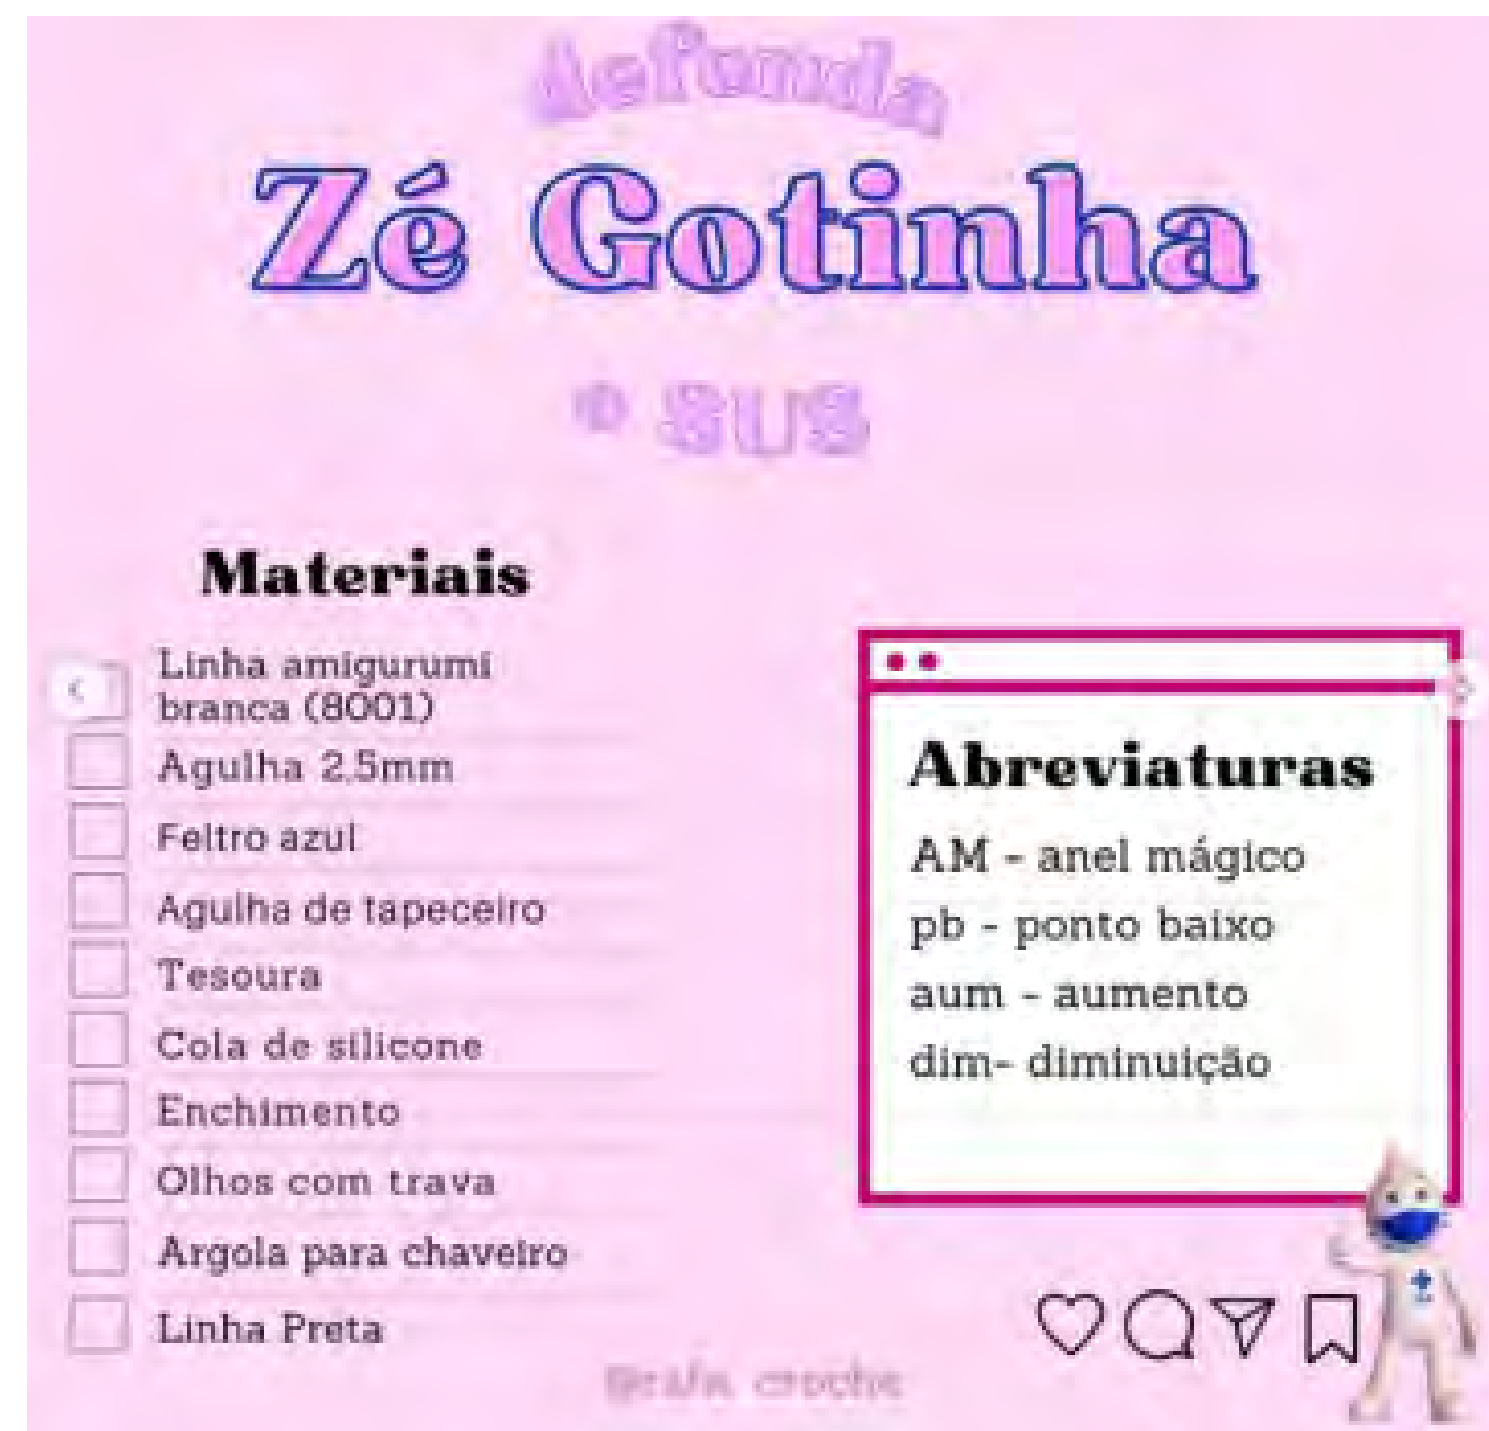 defenda
Zé Gotinha
o SUS
Materiais
Linha amigurumi
branca (8001)
Agulha 2,5mm
Feltro azul
Agulha de tapeceiro
Tesoura
Cola de silicone
Enchimento
Olhos com trava
Argola para chaveiro
Linha Preta
Abreviaturas
AM - anel mágico
pb - ponto baixo
aum - aumento
dim- diminuição
croche